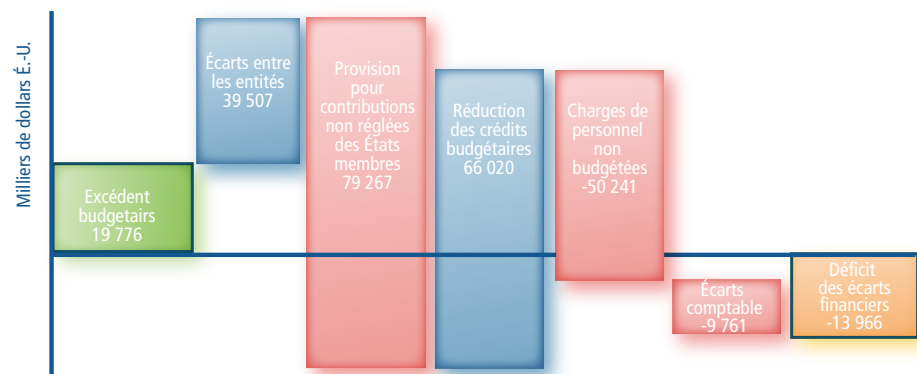 Milliers de dollars É.-U.
Excédent
budgetairs
19 776
Écarts entre
les entités
39 507
Provision
pour
contributions
non réglées
des États
membres
79 267
Réduction
des crédits
budgétaires
66 020
Charges de
personnel
non
budgétées
-50 241
Écarts
comptable
-9 761
Déficit
des écarts
financiers
-13 966